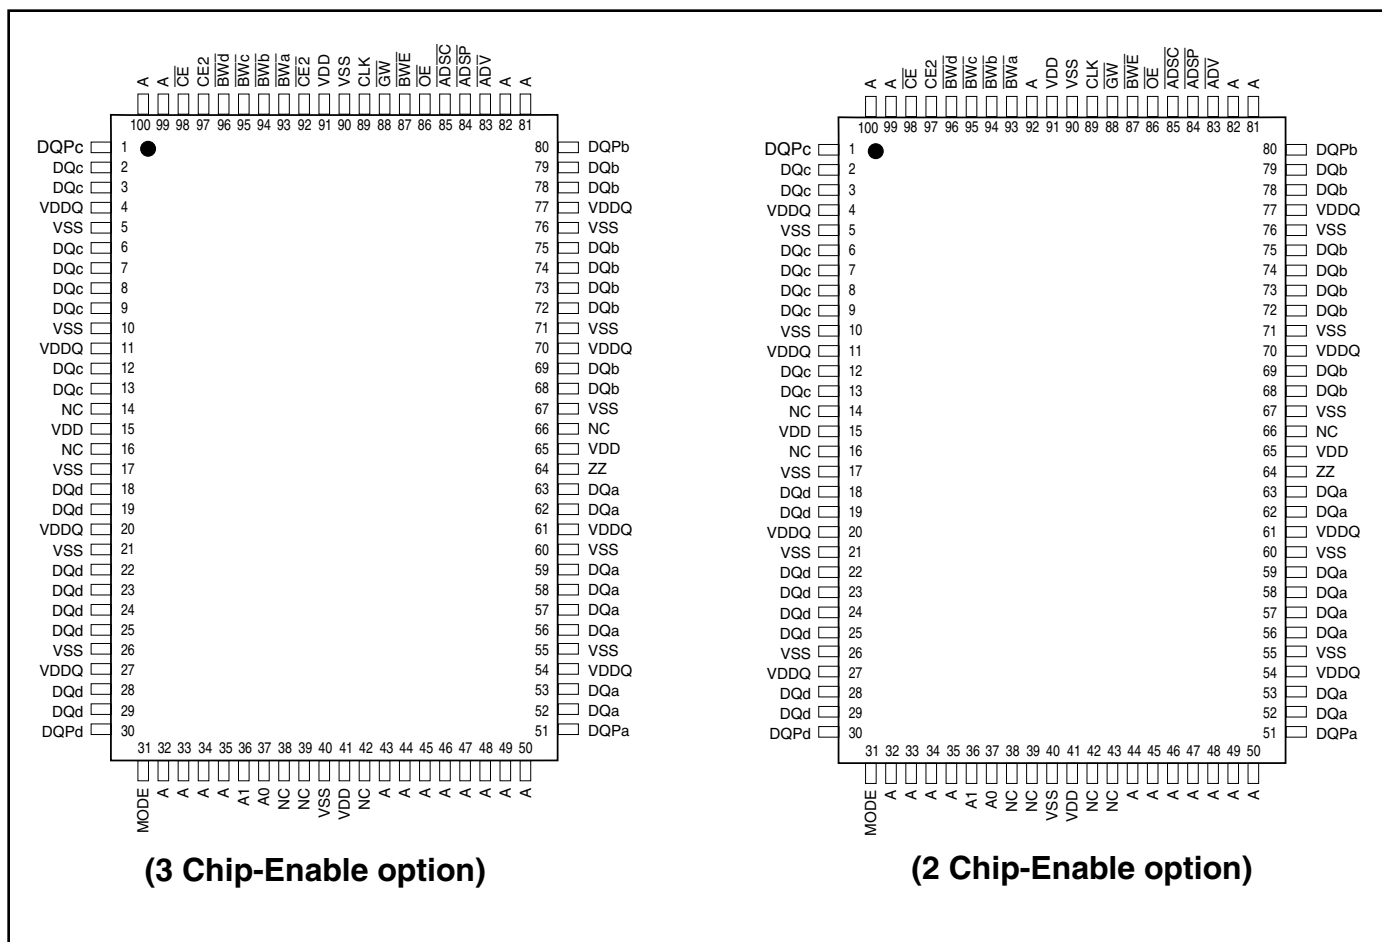 A A CE CE2 BWd BWc BWb BWa CE2 VDD VSS CLK GW BWE OE ADSC ADSP ADV A A
100 99 98 97 96 95 94 93 92 91 90 89 88 87 86 85 84 83 82 81
DQPc 1 80 DQPb
DQc 2 79 DQb
DQc 3 78 DQb
VDDQ 4 77 VDDQ
VSS 5 76 VSS
DQc 6 75 DQb
DQc 7 74 DQb
DQc 8 73 DQb
DQc 9 72 DQb
VSS 10 71 VSS
VDDQ 11 70 VDDQ
DQc 12 69 DQb
DQc 13 68 DQb
NC 14 67 VSS
VDD 15 66 NC
NC 16 65 VDD
VSS 17 64 ZZ
DQd 18 63 DQa
DQd 19 62 DQa
VDDQ 20 61 VDDQ
VSS 21 60 VSS
DQd 22 59 DQa
DQd 23 58 DQa
DQd 24 57 DQa
DQd 25 56 DQa
VSS 26 55 VSS
VDDQ 27 54 VDDQ
DQd 28 53 DQa
DQd 29 52 DQa
DQPd 30 51 DQPa
31 32 33 34 35 36 37 38 39 40 41 42 43 44 45 46 47 48 49 50
MODE A A A A A1 A0 NC NC VSS VDD NC A A A A A A A A
(3 Chip-Enable option)
A A CE CE2 BWd BWc BWb BWa A VDD VSS CLK GW BWE OE ADSC ADSP ADV A A
100 99 98 97 96 95 94 93 92 91 90 89 88 87 86 85 84 83 82 81
DQPc 1 80 DQPb
DQc 2 79 DQb
DQc 3 78 DQb
VDDQ 4 77 VDDQ
VSS 5 76 VSS
DQc 6 75 DQb
DQc 7 74 DQb
DQc 8 73 DQb
DQc 9 72 DQb
VSS 10 71 VSS
VDDQ 11 70 VDDQ
DQc 12 69 DQb
DQc 13 68 DQb
NC 14 67 VSS
VDD 15 66 NC
NC 16 65 VDD
VSS 17 64 ZZ
DQd 18 63 DQa
DQd 19 62 DQa
VDDQ 20 61 VDDQ
VSS 21 60 VSS
DQd 22 59 DQa
DQd 23 58 DQa
DQd 24 57 DQa
DQd 25 56 DQa
VSS 26 55 VSS
VDDQ 27 54 VDDQ
DQd 28 53 DQa
DQd 29 52 DQa
DQPd 30 51 DQPa
31 32 33 34 35 36 37 38 39 40 41 42 43 44 45 46 47 48 49 50
MODE A A A A A1 A0 NC NC VSS VDD NC NC A A A A A A A
(2 Chip-Enable option)